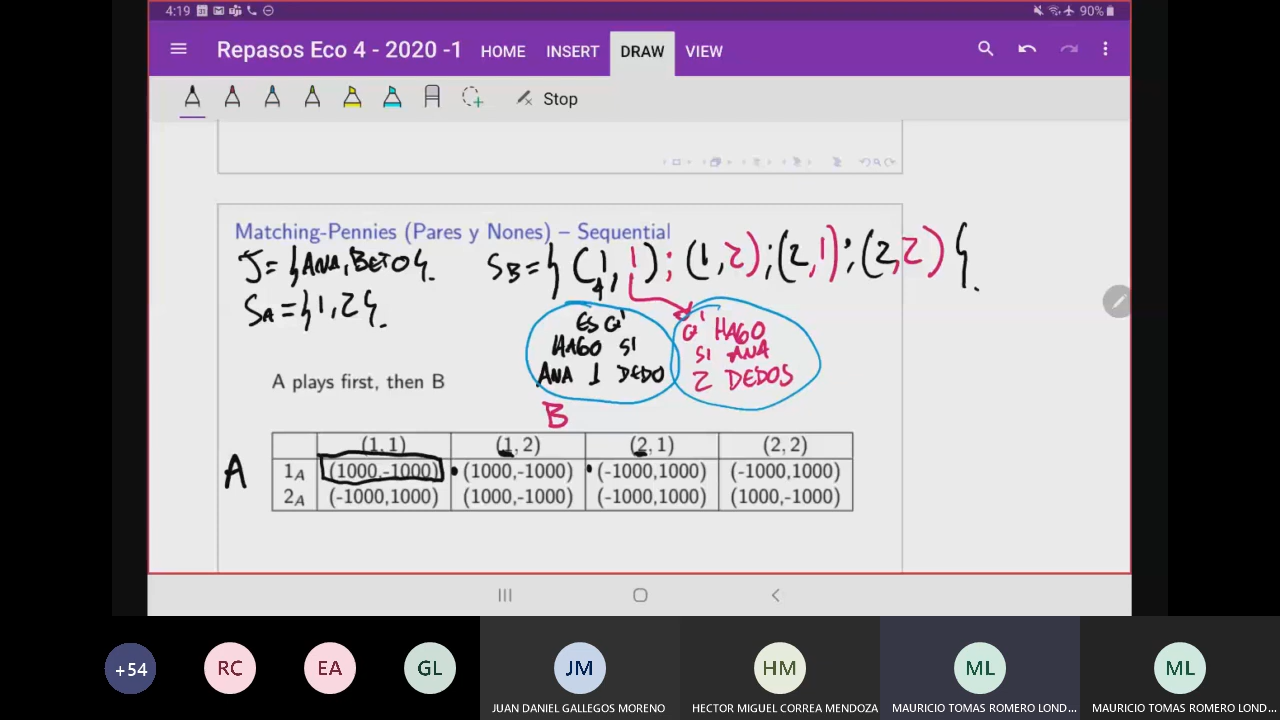 4:19
90%
Repasos Eco 4 - 2020 -1 HOME INSERT DRAW VIEW
Stop
Matching-Pennies (Pares y Nones) – Sequential
J = { ANA, BETO }.
SB = { (1, 1); (1, 2); (2, 1); (2, 2) }.
SA = { 1, 2 }.
ES Q'
HAGO SI
ANA 1 DEDO
Q' HAGO
SI ANA
2 DEDOS
A plays first, then B
B
A
(1, 1) (1, 2) (2, 1) (2, 2)
1A (1000,-1000) (1000,-1000) (-1000,1000) (-1000,1000)
2A (-1000,1000) (1000,-1000) (-1000,1000) (1000,-1000)
+54 RC EA GL JM HM ML ML
JUAN DANIEL GALLEGOS MORENO HECTOR MIGUEL CORREA MENDOZA MAURICIO TOMAS ROMERO LOND... MAURICIO TOMAS ROMERO LOND...